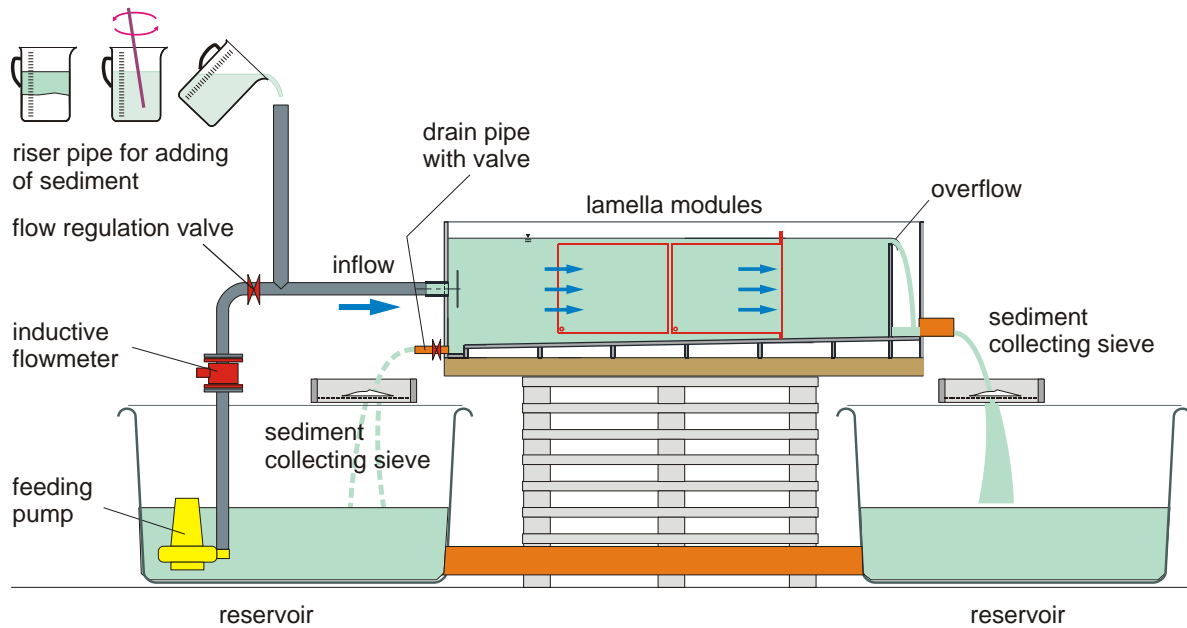 riser pipe for adding
of sediment
flow regulation valve
inflow
drain pipe
with valve
lamella modules
overflow
inductive
flowmeter
sediment
collecting sieve
sediment
collecting sieve
feeding
pump
reservoir
reservoir